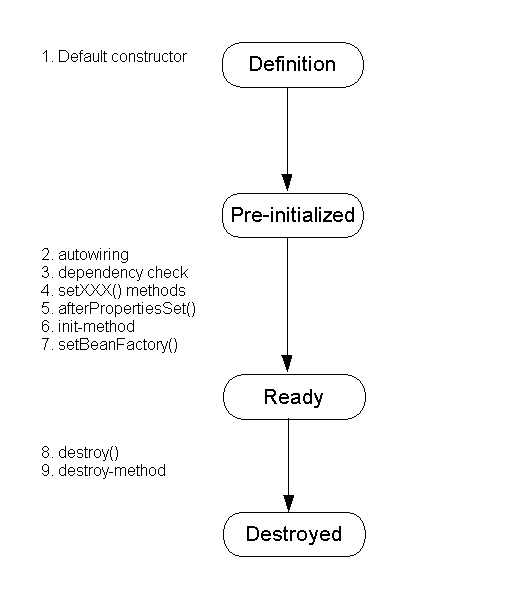 1. Default constructor
Definition
Pre-initialized
2. autowiring
3. dependency check
4. setXXX() methods
5. afterPropertiesSet()
6. init-method
7. setBeanFactory()
Ready
8. destroy()
9. destroy-method
Destroyed